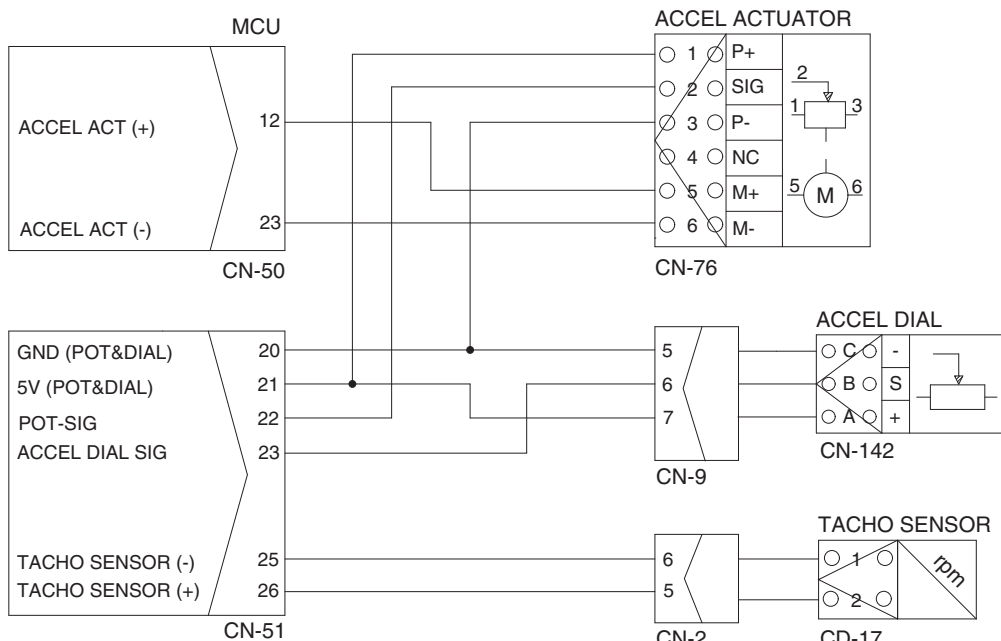 MCU
ACCEL ACT (+) 12
ACCEL ACT (-) 23
CN-50
ACCEL ACTUATOR
1 P+
2 SIG
3 P-
4 NC
5 M+
6 M-
2
1 3
5 M 6
CN-76
GND (POT&DIAL) 20
5V (POT&DIAL) 21
POT-SIG 22
ACCEL DIAL SIG 23
TACHO SENSOR (-) 25
TACHO SENSOR (+) 26
CN-51
5
6
7
CN-9
ACCEL DIAL
C -
B S
A +
CN-142
6
5
CN-2
TACHO SENSOR
1
2
rpm
CD-17